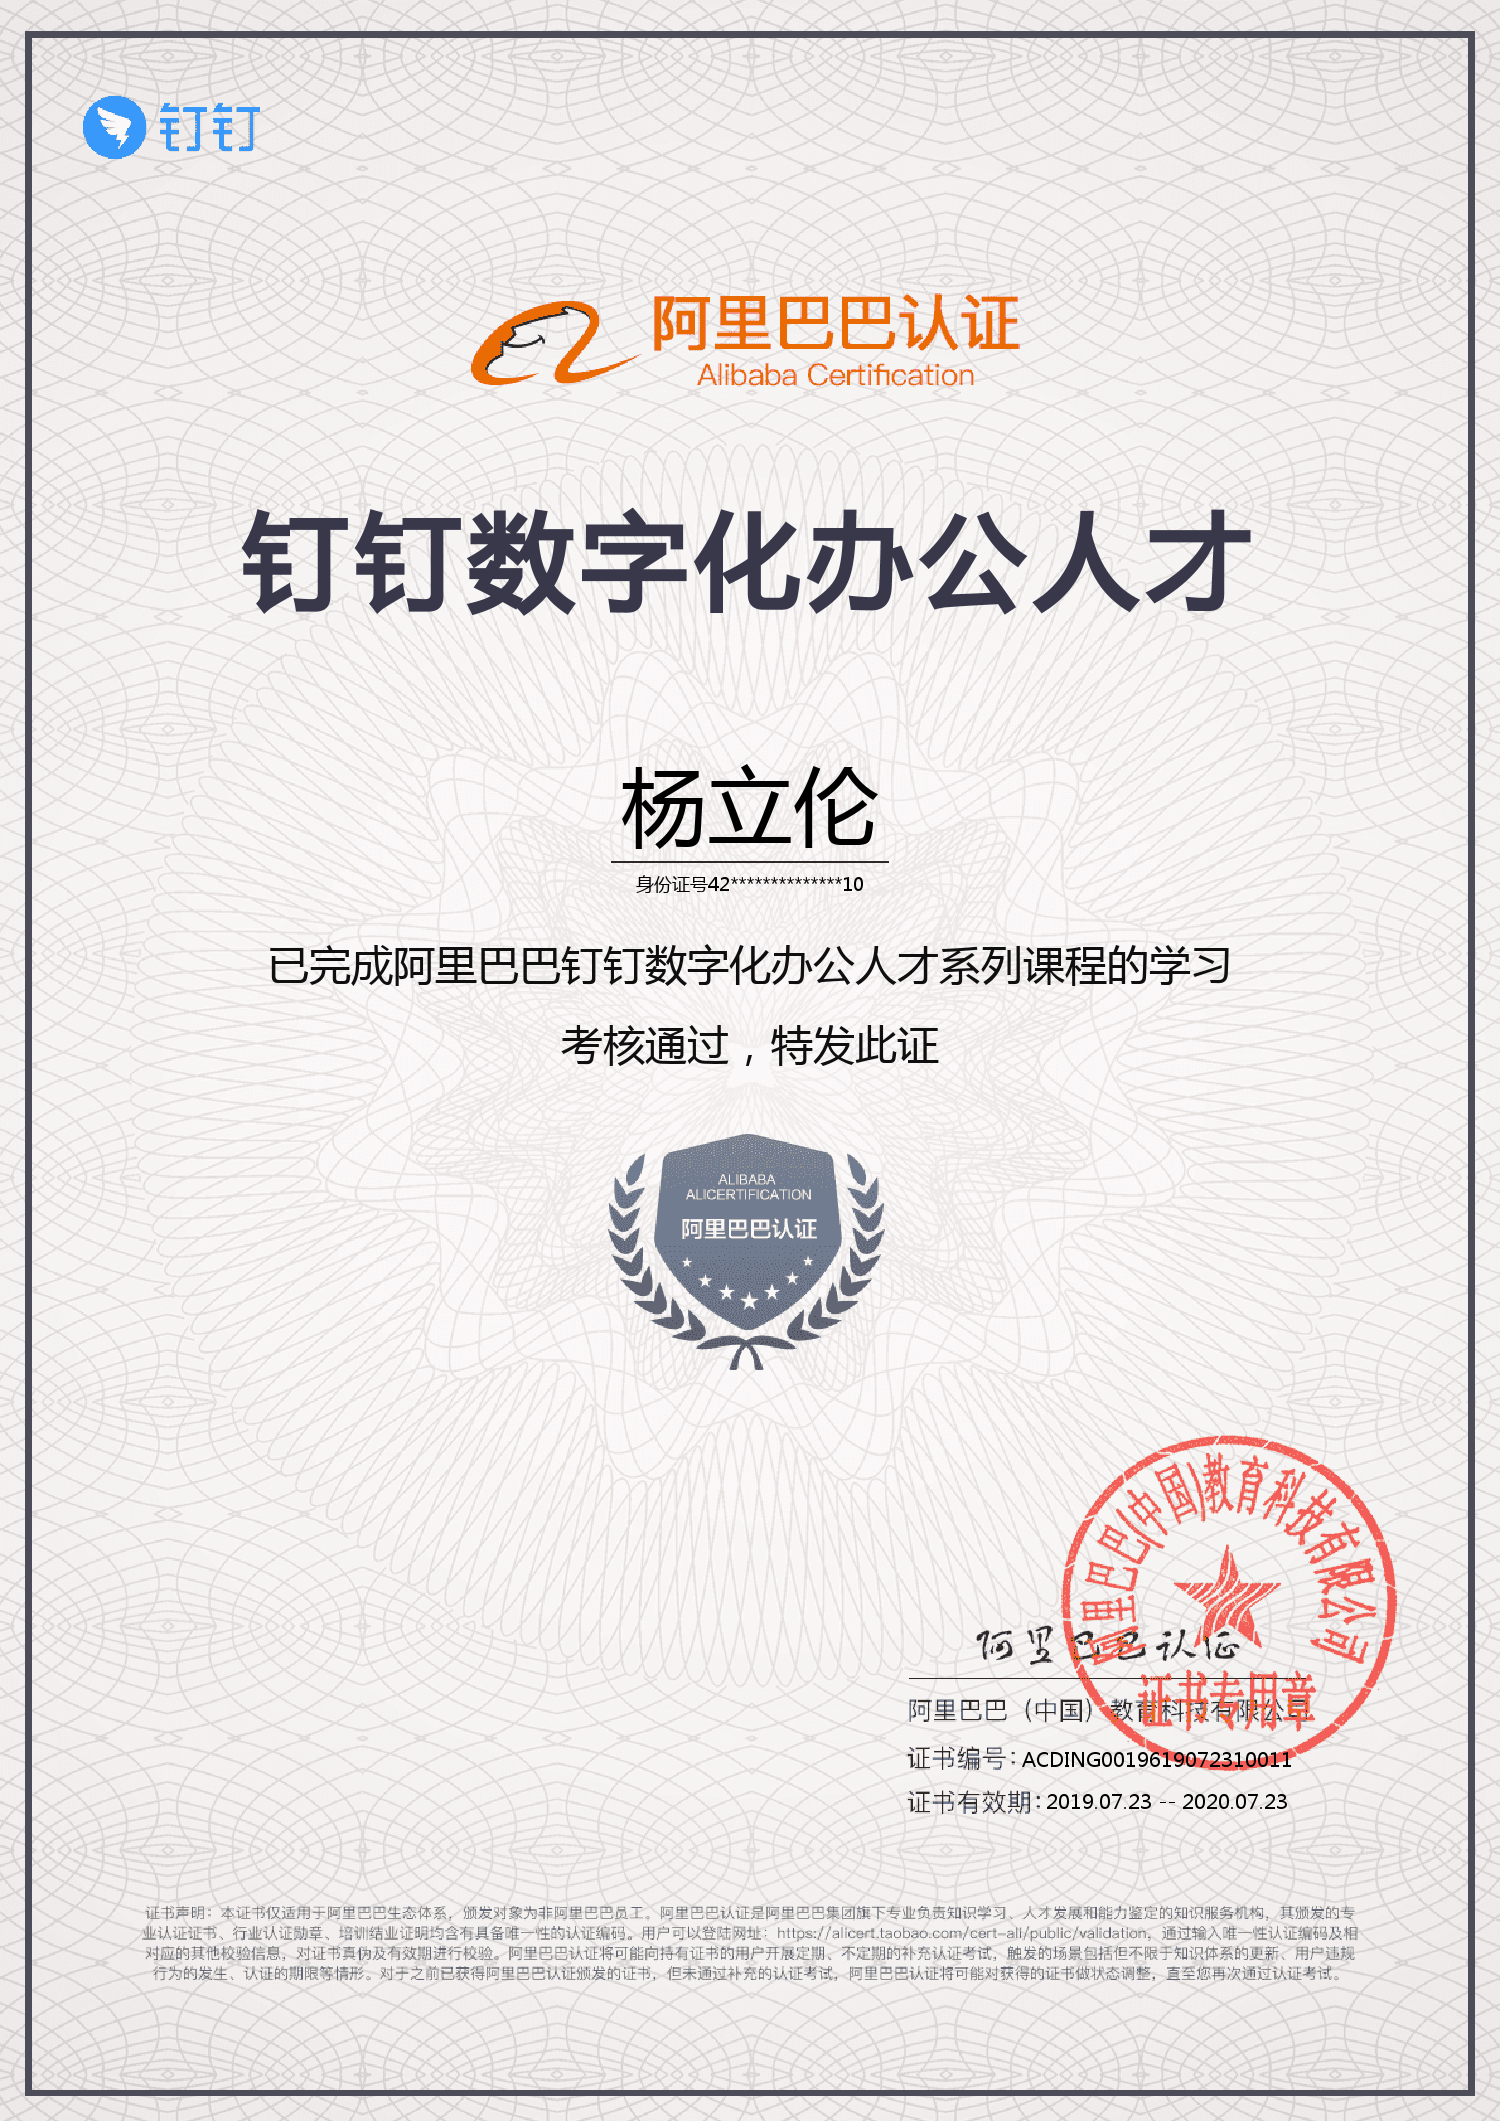 钉钉
阿里巴巴认证
Alibaba Certification
钉钉数字化办公人才
杨立伦
身份证号42**************10
已完成阿里巴巴钉钉数字化办公人才系列课程的学习
考核通过，特发此证
ALIBABA
ALICERTIFICATION
阿里巴巴认证
阿里巴巴(中国)教育科技有限公司
证书专用章
阿里巴巴认证
阿里巴巴（中国）教育科技有限公司
证书编号：ACDING0019619072310011
证书有效期：2019.07.23 -- 2020.07.23
证书声明：本证书仅适用于阿里巴巴生态体系，颁发对象为非阿里巴巴员工。阿里巴巴认证是阿里巴巴集团旗下专业负责知识学习、人才发展和能力鉴定的知识服务机构，其颁发的专
业认证证书、行业认证勋章、培训结业证明均含有具备唯一性的认证编码。用户可以登陆网址：https://alicert.taobao.com/cert-ali/public/validation，通过输入唯一性认证编码及相
对应的其他校验信息，对证书真伪及有效期进行校验。阿里巴巴认证将可能向持有证书的用户开展定期、不定期的补充认证考试，触发的场景包括但不限于知识体系的更新、用户违规
行为的发生、认证的期限等情形。对于之前已获得阿里巴巴认证颁发的证书，但未通过补充的认证考试，阿里巴巴认证将可能对获得的证书做状态调整，直至您再次通过认证考试。